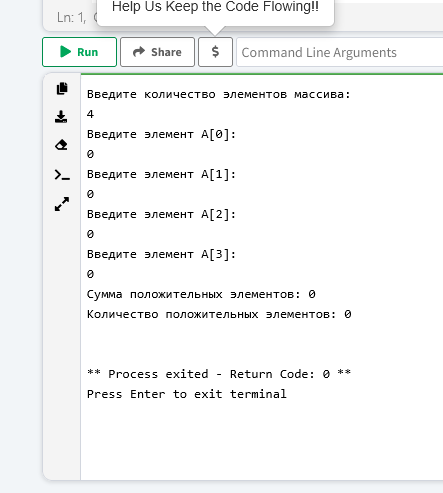 Help Us Keep the Code Flowing!!
Ln: 1,
Run Share $ Command Line Arguments
Введите количество элементов массива:
4
Введите элемент A[0]:
0
Введите элемент A[1]:
0
Введите элемент A[2]:
0
Введите элемент A[3]:
0
Сумма положительных элементов: 0
Количество положительных элементов: 0
** Process exited - Return Code: 0 **
Press Enter to exit terminal